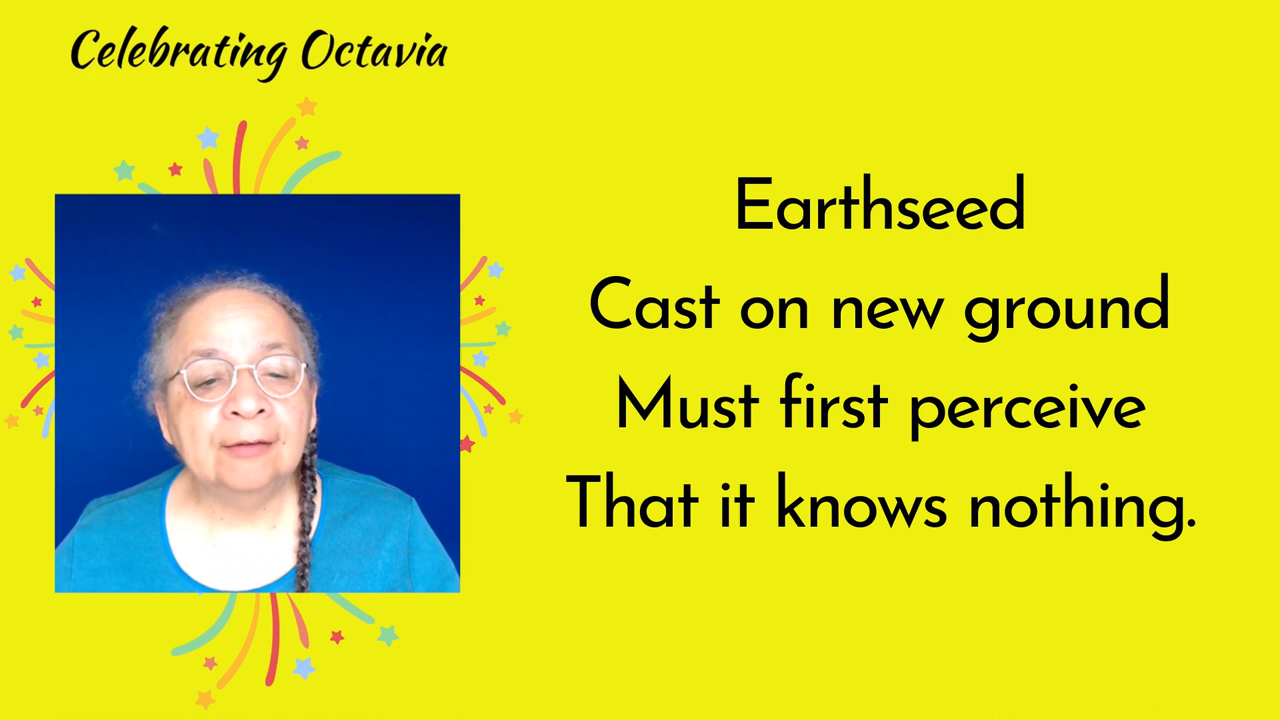 Celebrating Octavia
Earthseed
Cast on new ground
Must first perceive
That it knows nothing.